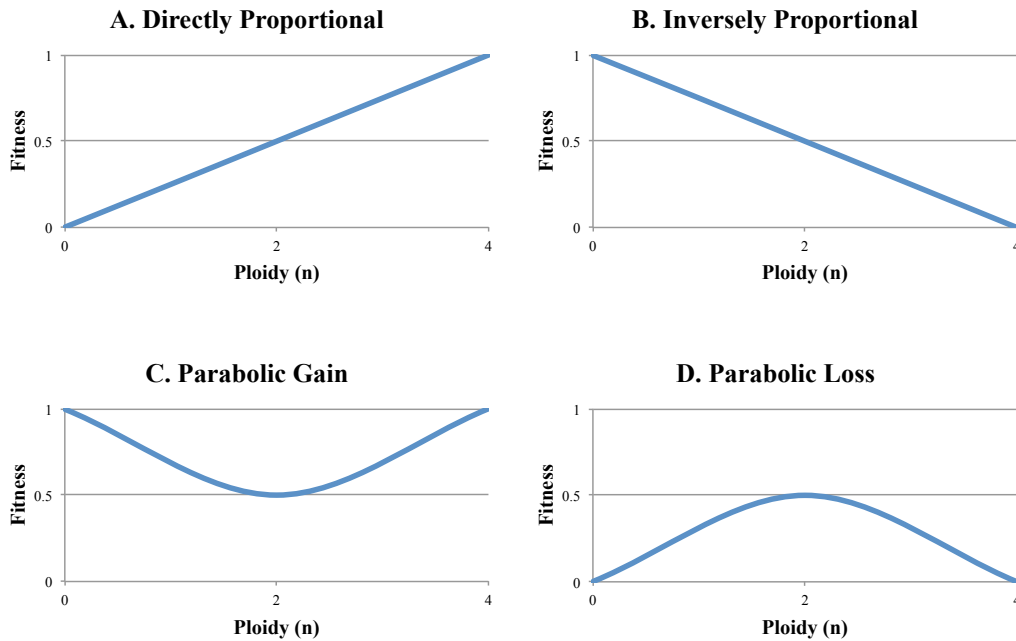 A. Directly Proportional
1
0.5
0
Fitness
0 2 4
Ploidy (n)
B. Inversely Proportional
1
0.5
0
Fitness
0 2 4
Ploidy (n)
C. Parabolic Gain
1
0.5
0
Fitness
0 2 4
Ploidy (n)
D. Parabolic Loss
1
0.5
0
Fitness
0 2 4
Ploidy (n)